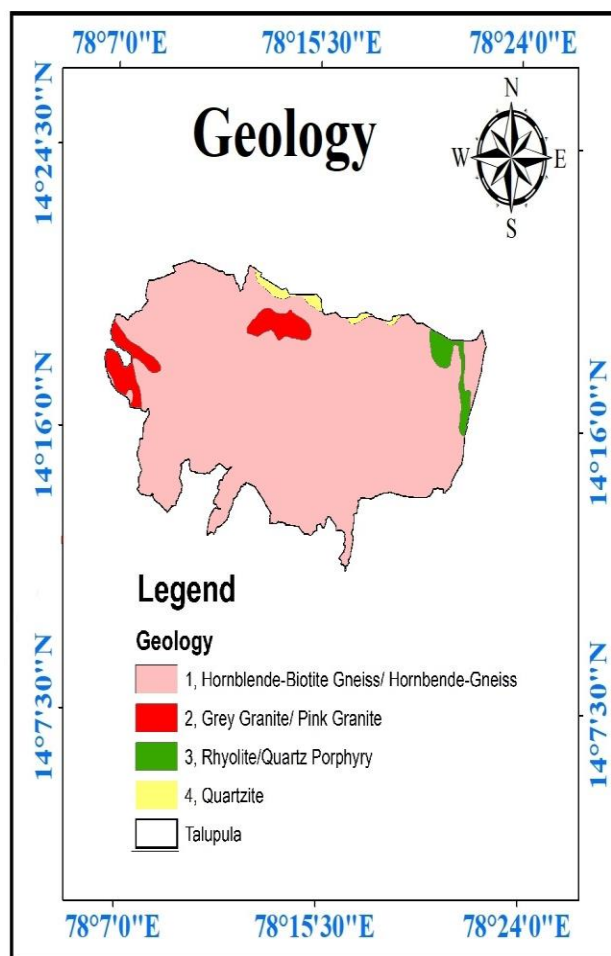 78°7'0"E 78°15'30"E 78°24'0"E
Geology
N
W E
S
14°24'30"N
14°16'0"N 14°16'0"N
14°7'30"N 14°7'30"N
Legend
Geology
1, Hornblende-Biotite Gneiss/ Hornbende-Gneiss
2, Grey Granite/ Pink Granite
3, Rhyolite/Quartz Porphyry
4, Quartzite
Talupula
78°7'0"E 78°15'30"E 78°24'0"E